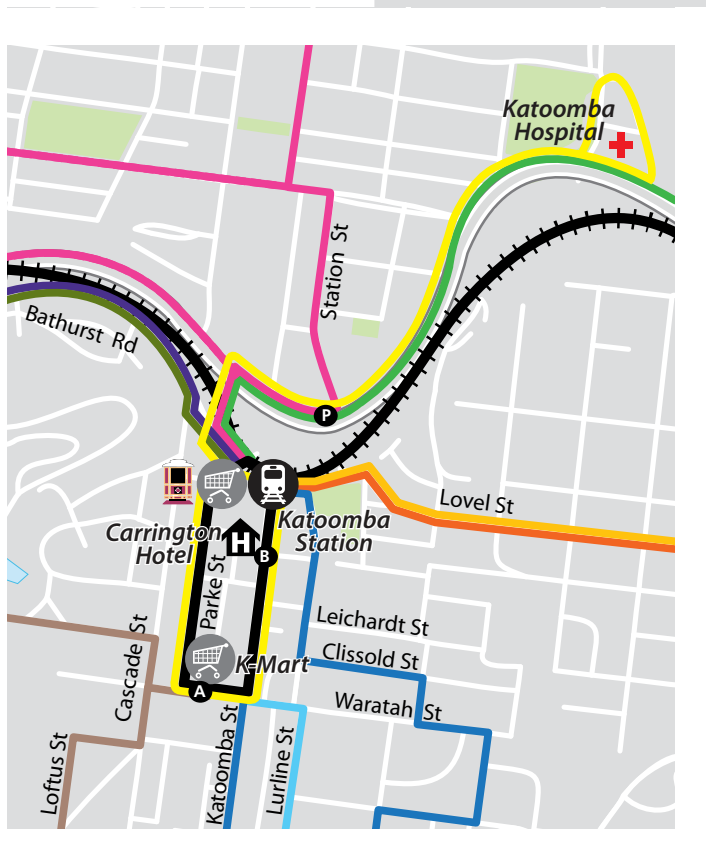 Katoomba
Hospital
Station St
Bathurst Rd
P
Lovel St
Carrington
Hotel
Katoomba
Station
H
B
Parke St
Leichardt St
Clissold St
K-Mart
Cascade St
A
Waratah St
Katoomba St
Lurline St
Loftus St